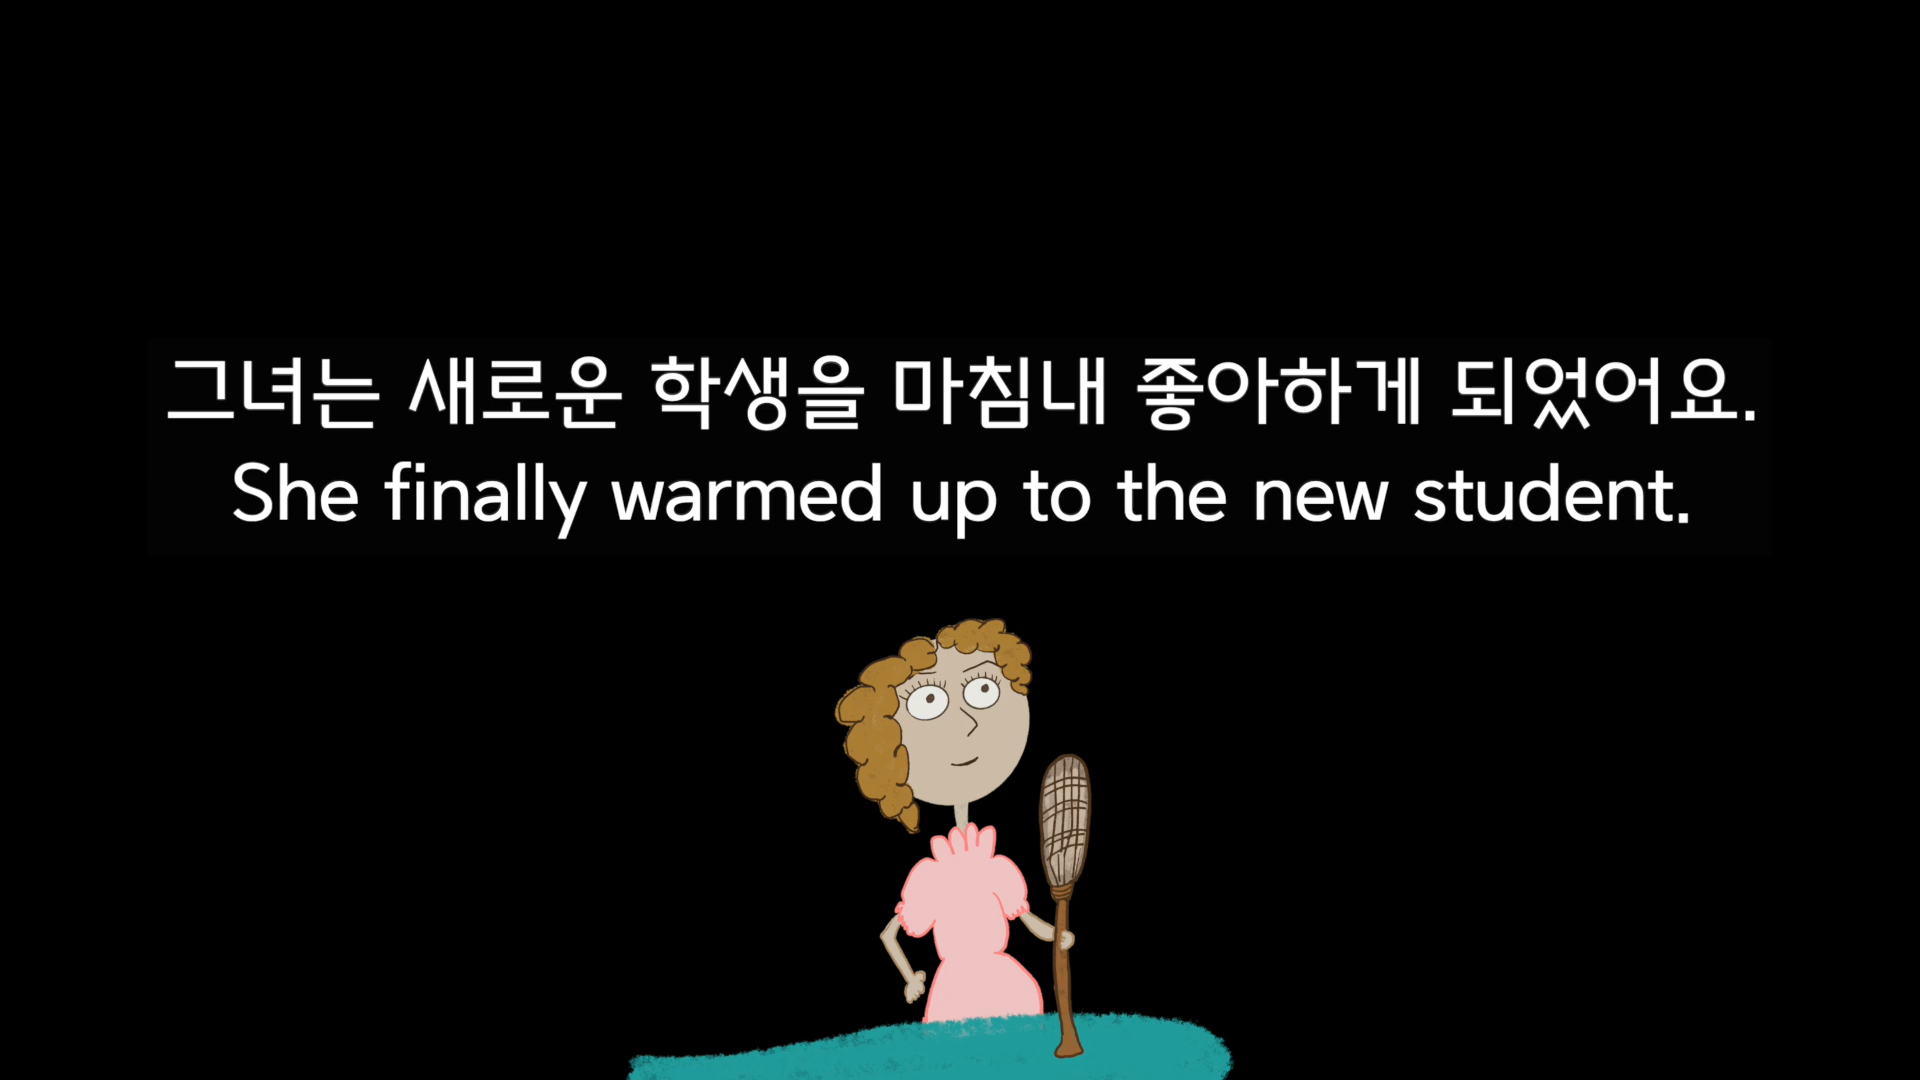 그녀는 새로운 학생을 마침내 좋아하게 되었어요.
She finally warmed up to the new student.